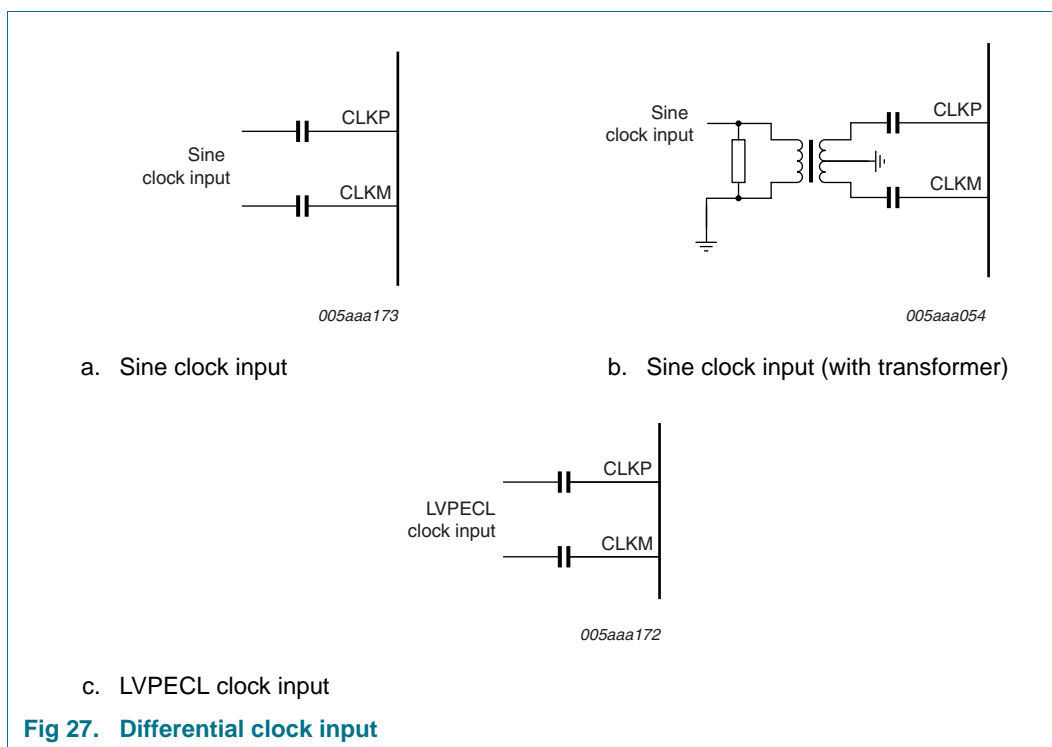 CLKP
Sine
clock input
CLKM
005aaa173
a. Sine clock input
Sine
clock input
CLKP
CLKM
005aaa054
b. Sine clock input (with transformer)
CLKP
LVPECL
clock input
CLKM
005aaa172
c. LVPECL clock input
Fig 27. Differential clock input